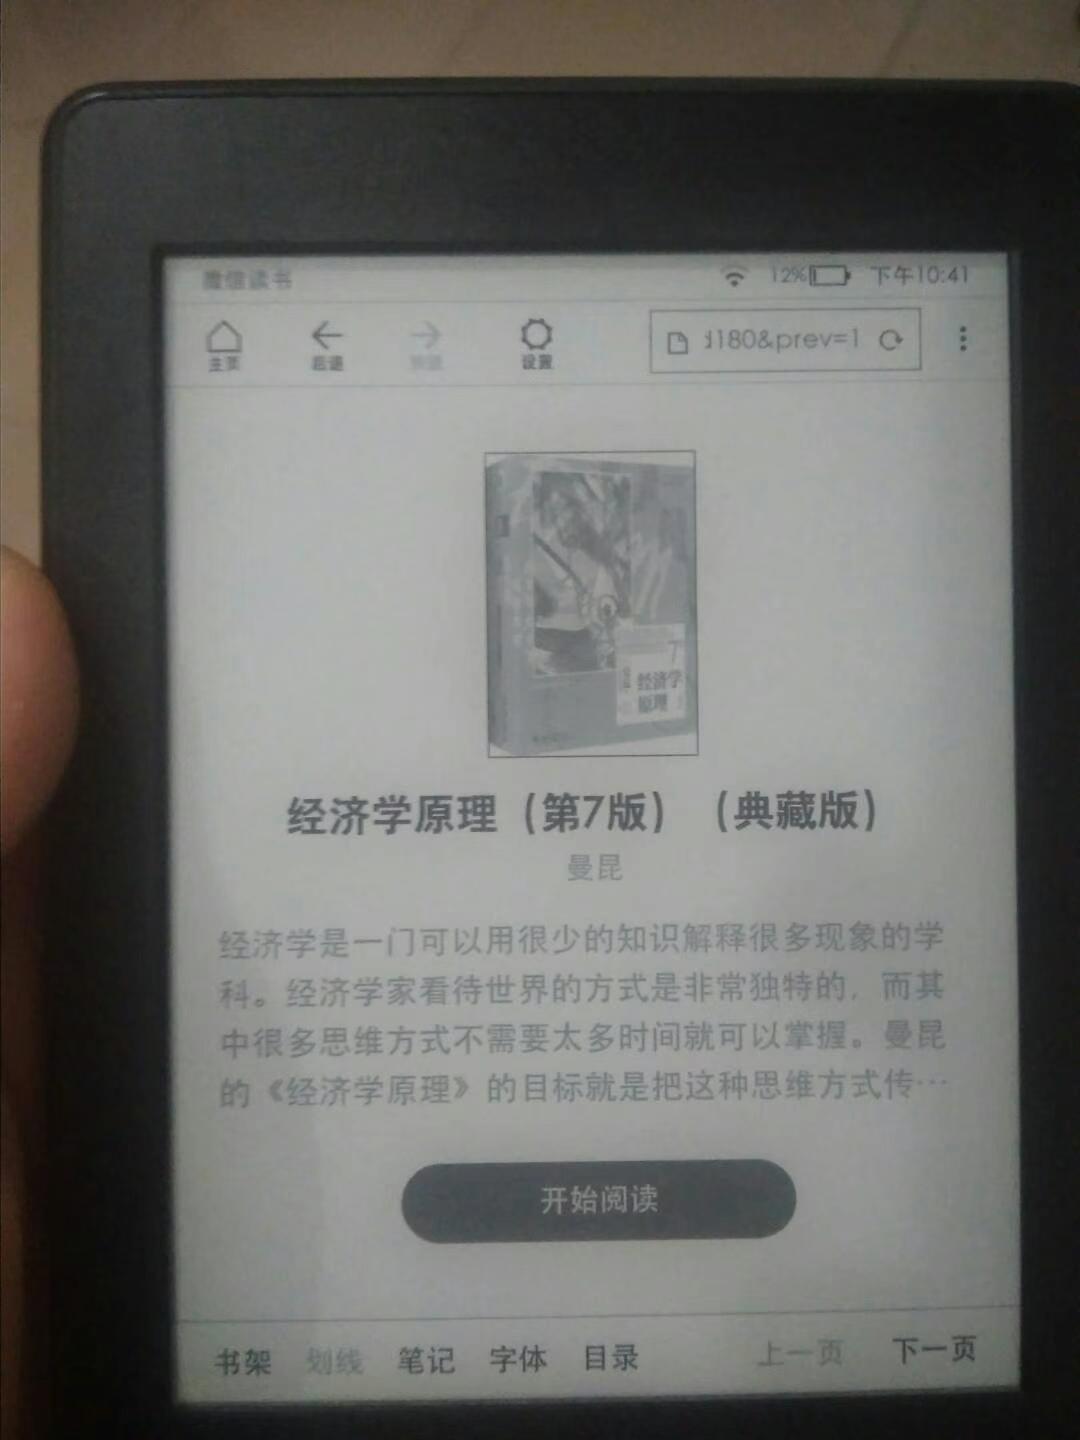 微信读书 12% 下午10:41
主页 后退 前进 设置 d180&prev=1
7
经济学
原理
经济学原理（第7版）（典藏版）
曼昆
经济学是一门可以用很少的知识解释很多现象的学
科。经济学家看待世界的方式是非常独特的，而其
中很多思维方式不需要太多时间就可以掌握。曼昆
的《经济学原理》的目标就是把这种思维方式传…
开始阅读
书架 划线 笔记 字体 目录 上一页 下一页